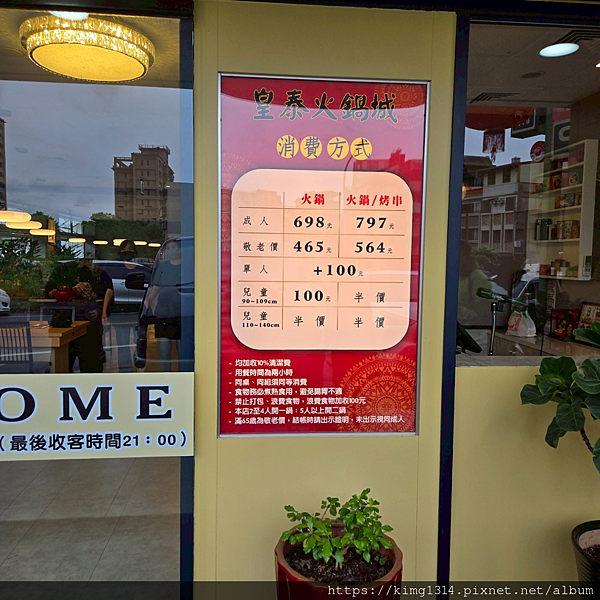 皇泰火鍋城
消費方式
火鍋 火鍋/烤串
成人 698元 797元
敬老價 465元 564元
單人 +100元
兒童 90~109cm 100元 半價
兒童 110~140cm 半價 半價
- 均加收10%清潔費
- 用餐時間為兩小時
- 同桌、同組須同等消費
- 食物務必煮熟食用，避免腸胃不適
- 禁止打包、浪費食物，浪費食物加收100元
- 本店2至4人開一鍋；5人以上開二鍋
- 滿65歲為敬老價，結帳時請出示證明，未出示視同成人
OME
（最後收客時間21：00）
https://kimg1314.pixnet.net/album